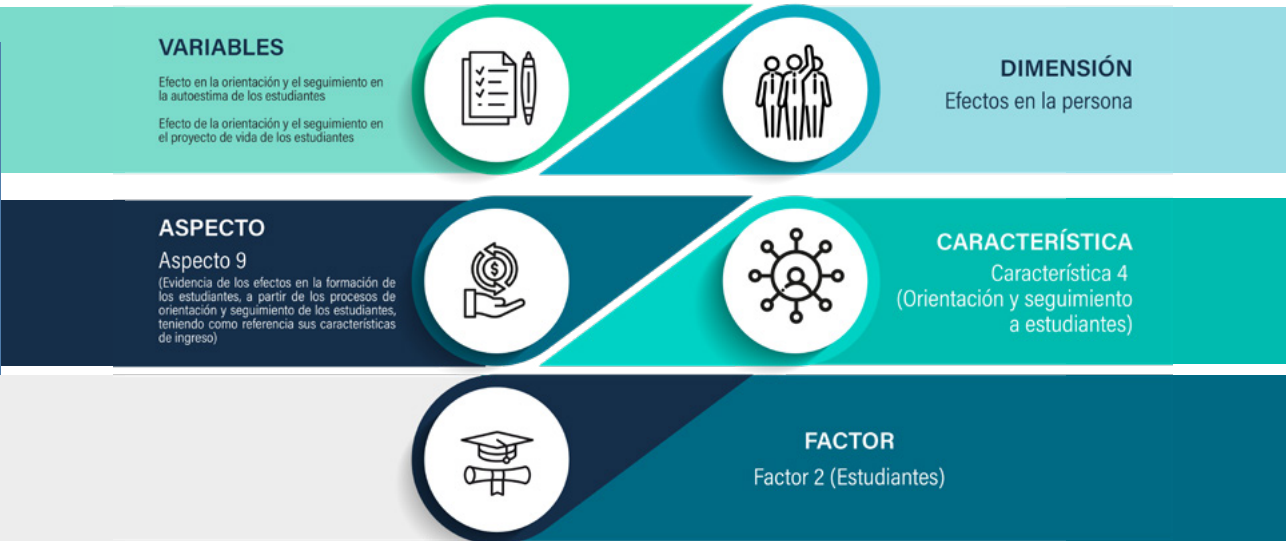 VARIABLES
Efecto en la orientación y el seguimiento en
la autoestima de los estudiantes
Efecto de la orientación y el seguimiento en
el proyecto de vida de los estudiantes
DIMENSIÓN
Efectos en la persona
ASPECTO
Aspecto 9
(Evidencia de los efectos en la formación de
los estudiantes, a partir de los procesos de
orientación y seguimiento de los estudiantes,
teniendo como referencia sus características
de ingreso)
CARACTERÍSTICA
Característica 4
(Orientación y seguimiento
a estudiantes)
FACTOR
Factor 2 (Estudiantes)